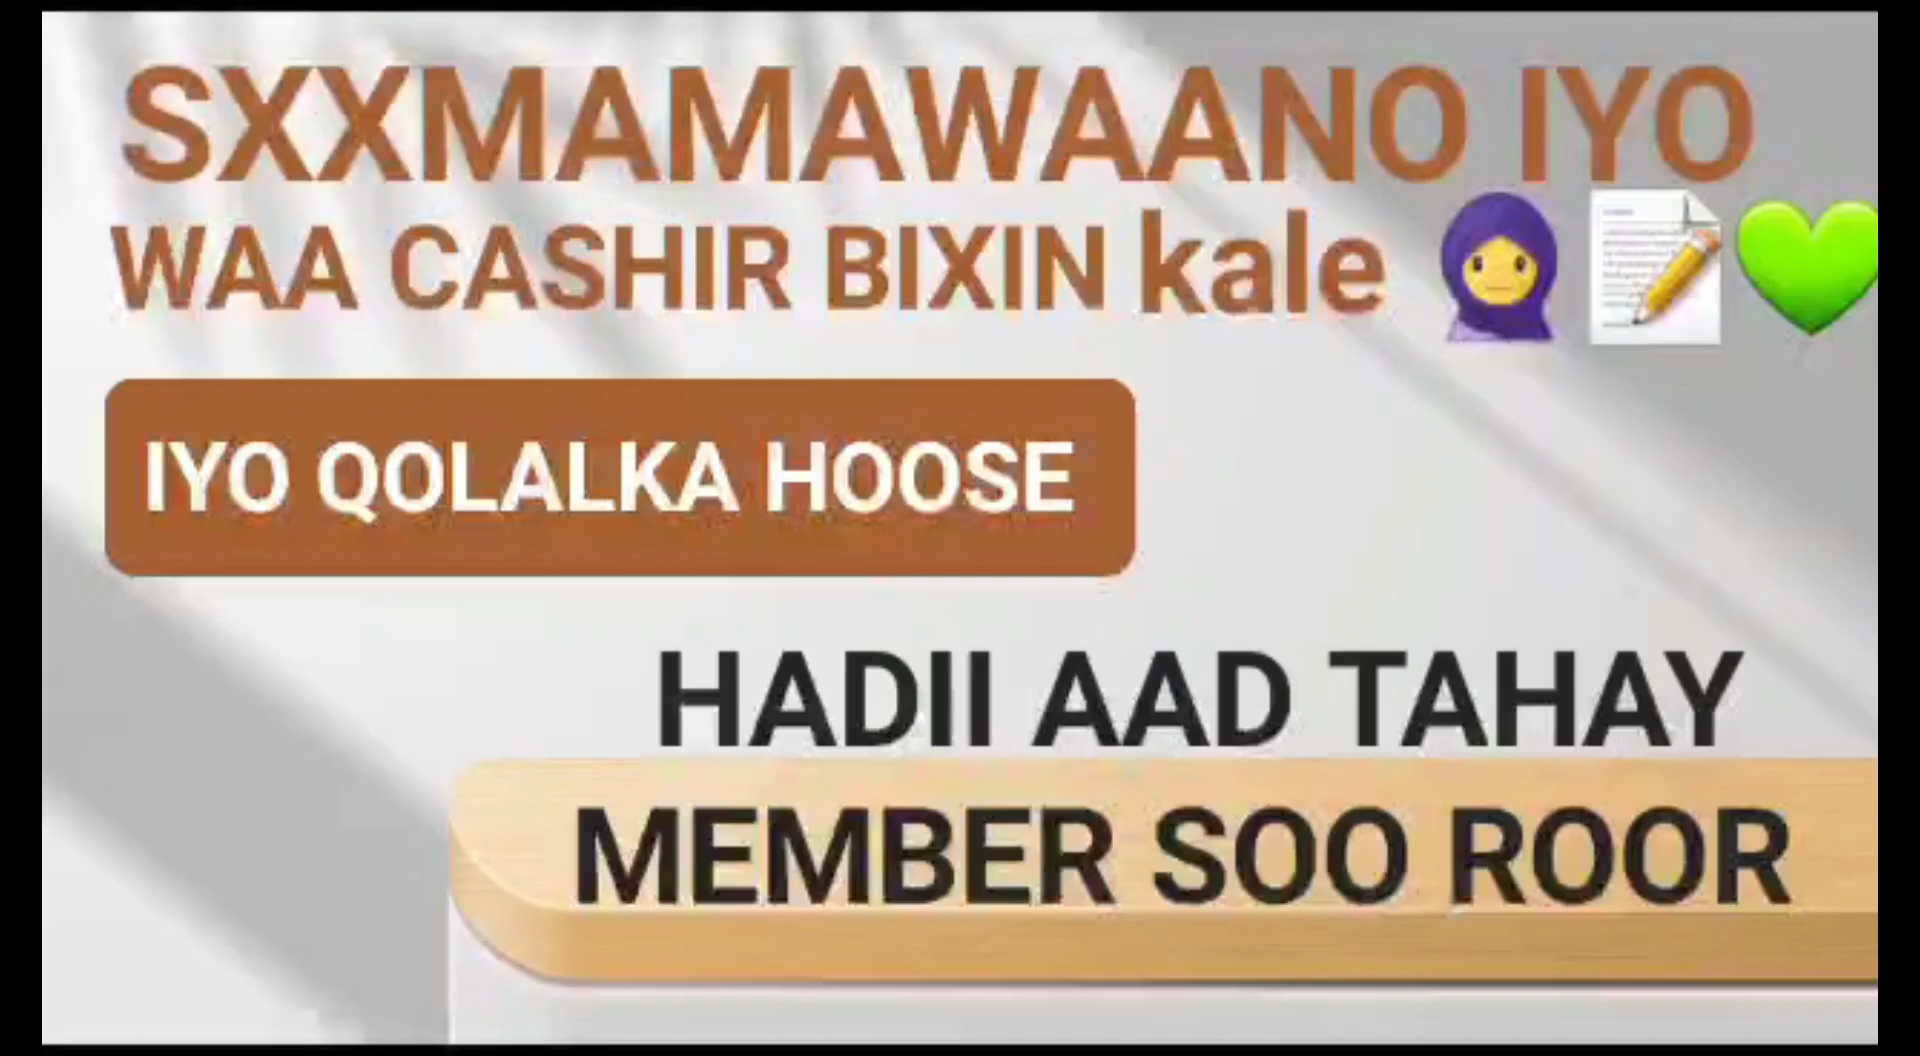 SXXMAMAWAANO IYO
WAA CASHIR BIXIN kale 🧕 📝 💚
IYO QOLALKA HOOSE
HADII AAD TAHAY
MEMBER SOO ROOR